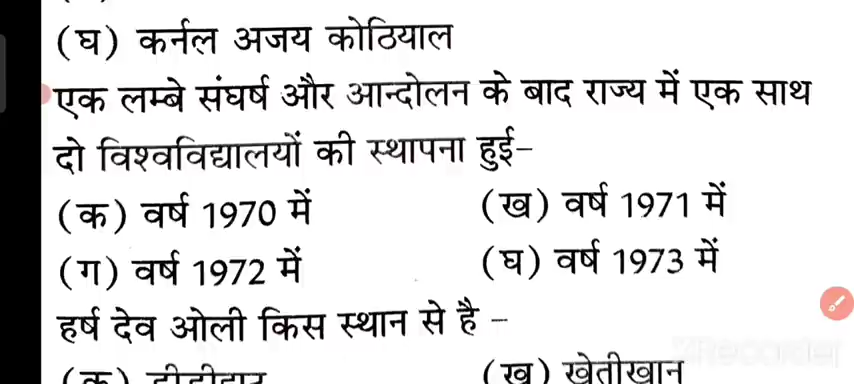 (घ) कर्नल अजय कोठियाल
एक लम्बे संघर्ष और आन्दोलन के बाद राज्य में एक साथ
दो विश्वविद्यालयों की स्थापना हुई–
(क) वर्ष 1970 में (ख) वर्ष 1971 में
(ग) वर्ष 1972 में (घ) वर्ष 1973 में
हर्ष देव ओली किस स्थान से है –
(क) (ख) खेतीखान
XRecorder